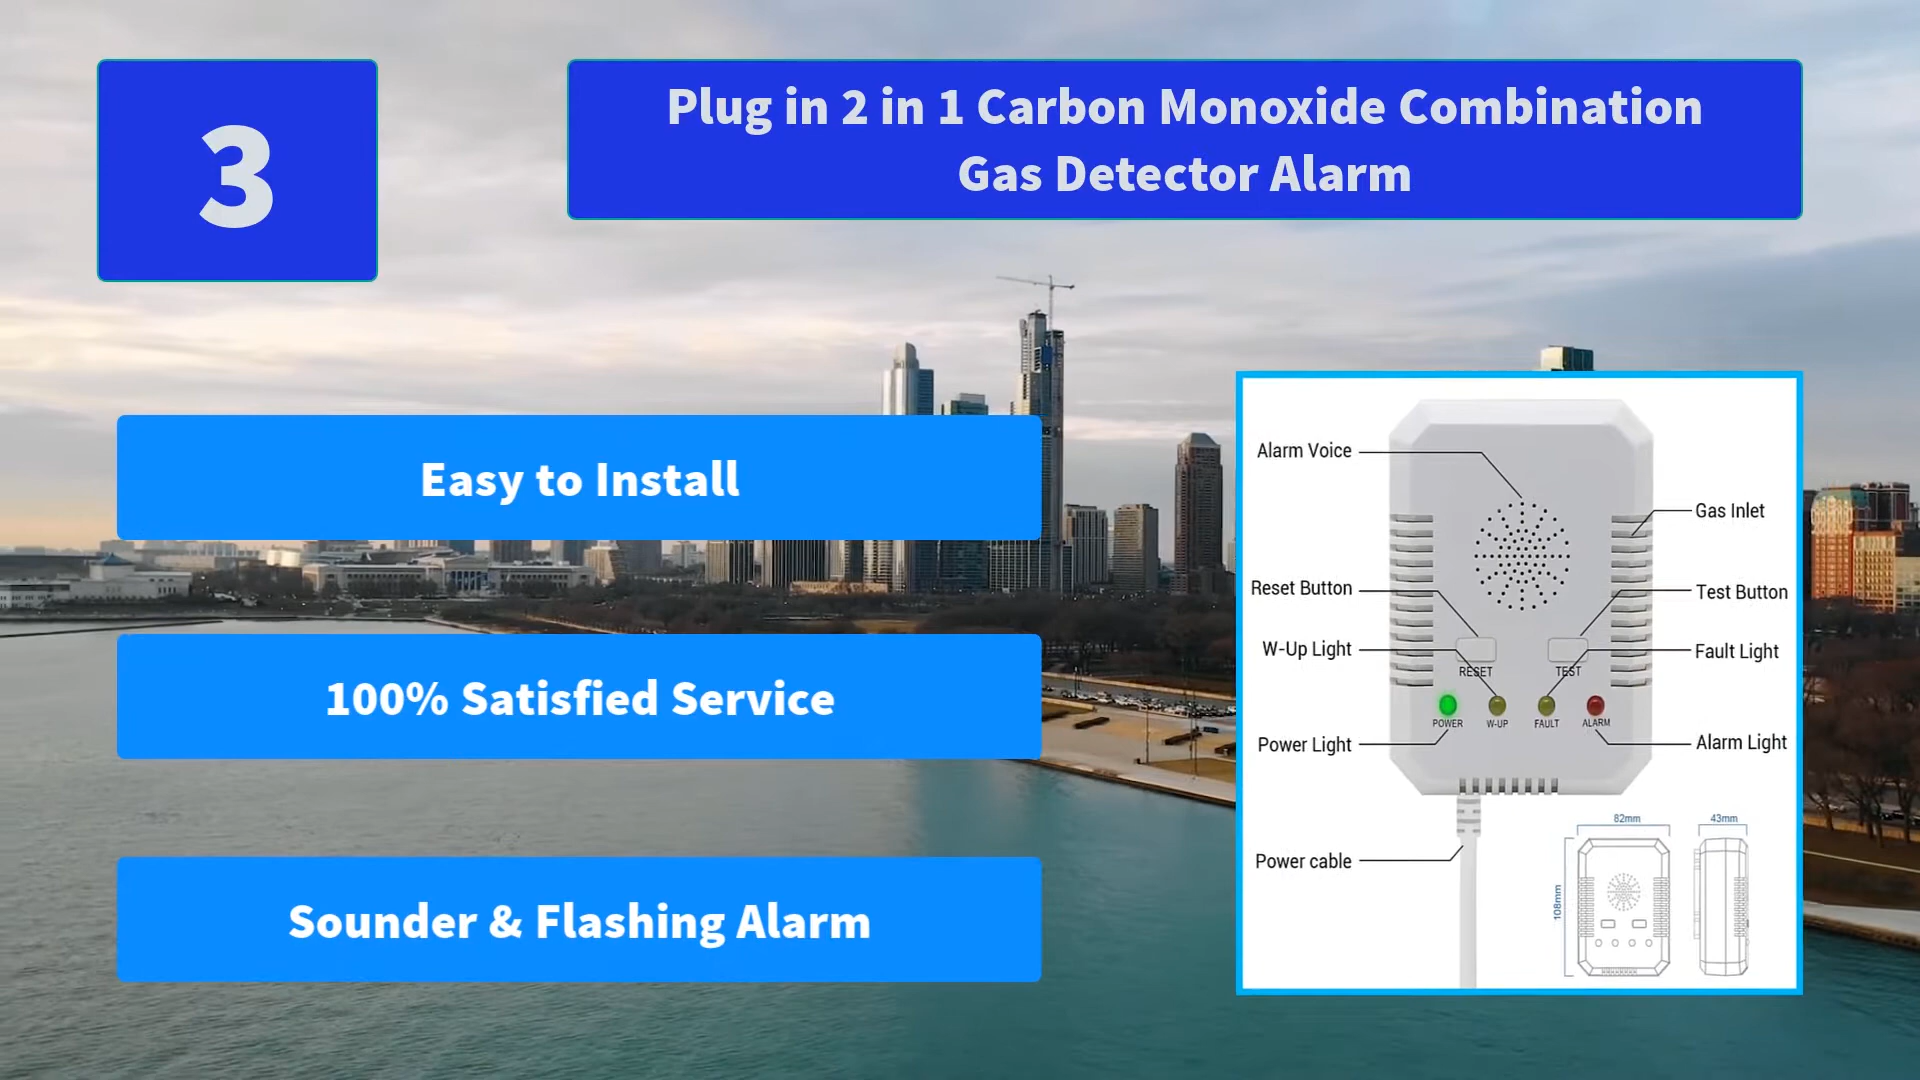 3
Plug in 2 in 1 Carbon Monoxide Combination
Gas Detector Alarm
Easy to Install
100% Satisfied Service
Sounder & Flashing Alarm
Alarm Voice
Gas Inlet
Reset Button
Test Button
W-Up Light
Fault Light
RESET
TEST
POWER
W-UP
FAULT
ALARM
Power Light
Alarm Light
Power cable
82mm
43mm
108mm